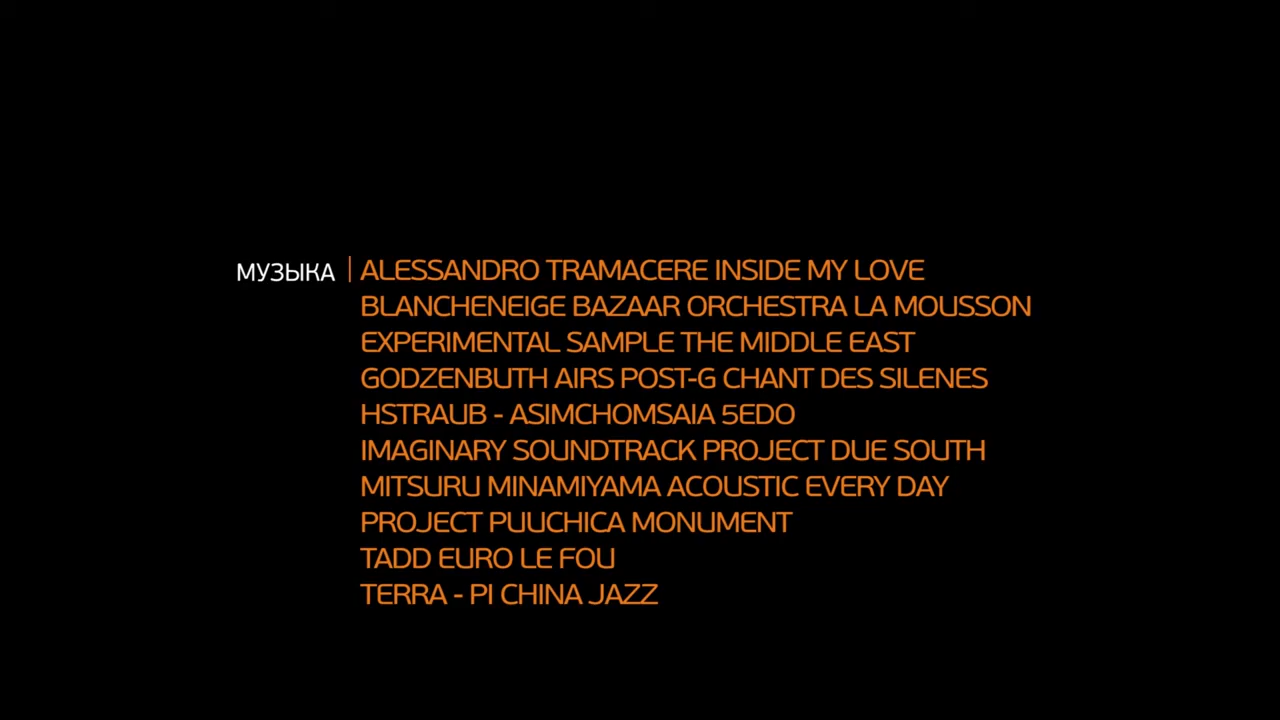 МУЗЫКА | ALESSANDRO TRAMACERE INSIDE MY LOVE
BLANCHENEIGE BAZAAR ORCHESTRA LA MOUSSON
EXPERIMENTAL SAMPLE THE MIDDLE EAST
GODZENBUTH AIRS POST-G CHANT DES SILENES
HSTRAUB - ASIMCHOMSAIA 5EDO
IMAGINARY SOUNDTRACK PROJECT DUE SOUTH
MITSURU MINAMIYAMA ACOUSTIC EVERY DAY
PROJECT PUUCHICA MONUMENT
TADD EURO LE FOU
TERRA - PI CHINA JAZZ